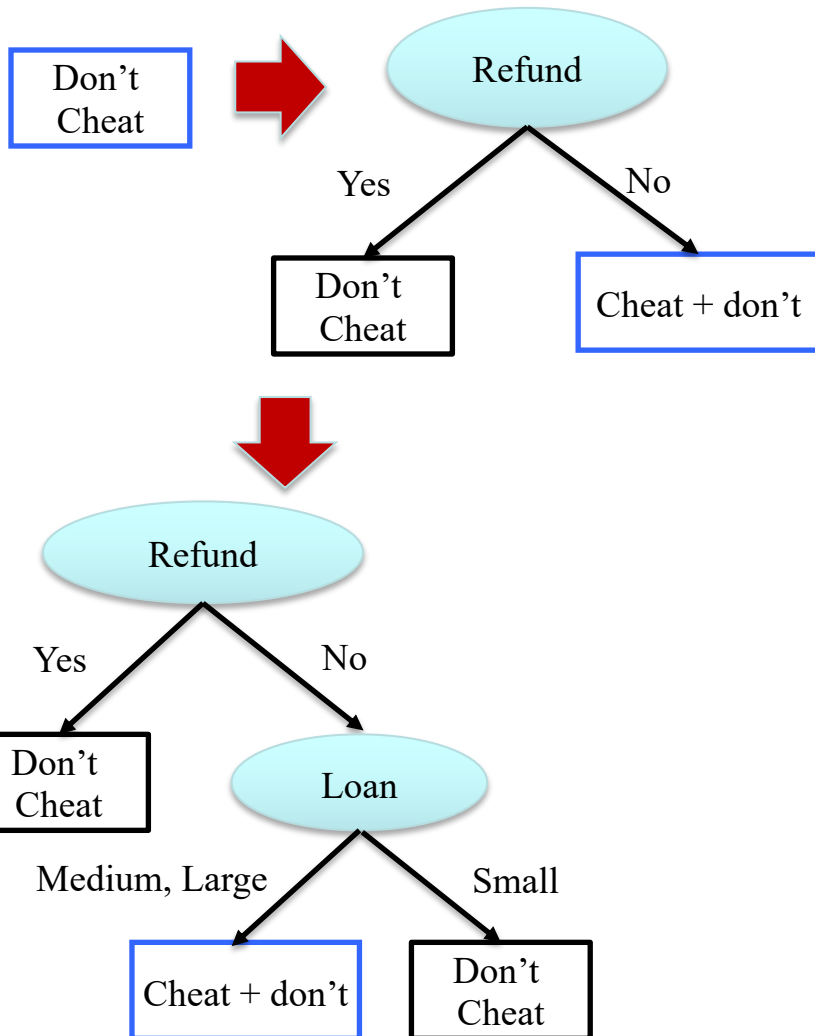 Don’t
Cheat
Refund
Yes
No
Don’t
Cheat
Cheat + don’t
Refund
Yes
No
Don’t
Cheat
Loan
Medium, Large
Small
Cheat + don’t
Don’t
Cheat